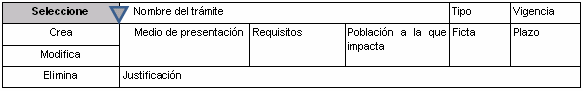 Seleccione Nombre del trámite Tipo Vigencia
Crea Medio de presentación Requisitos Población a la que impacta Ficta Plazo
Modifica
Elimina Justificación